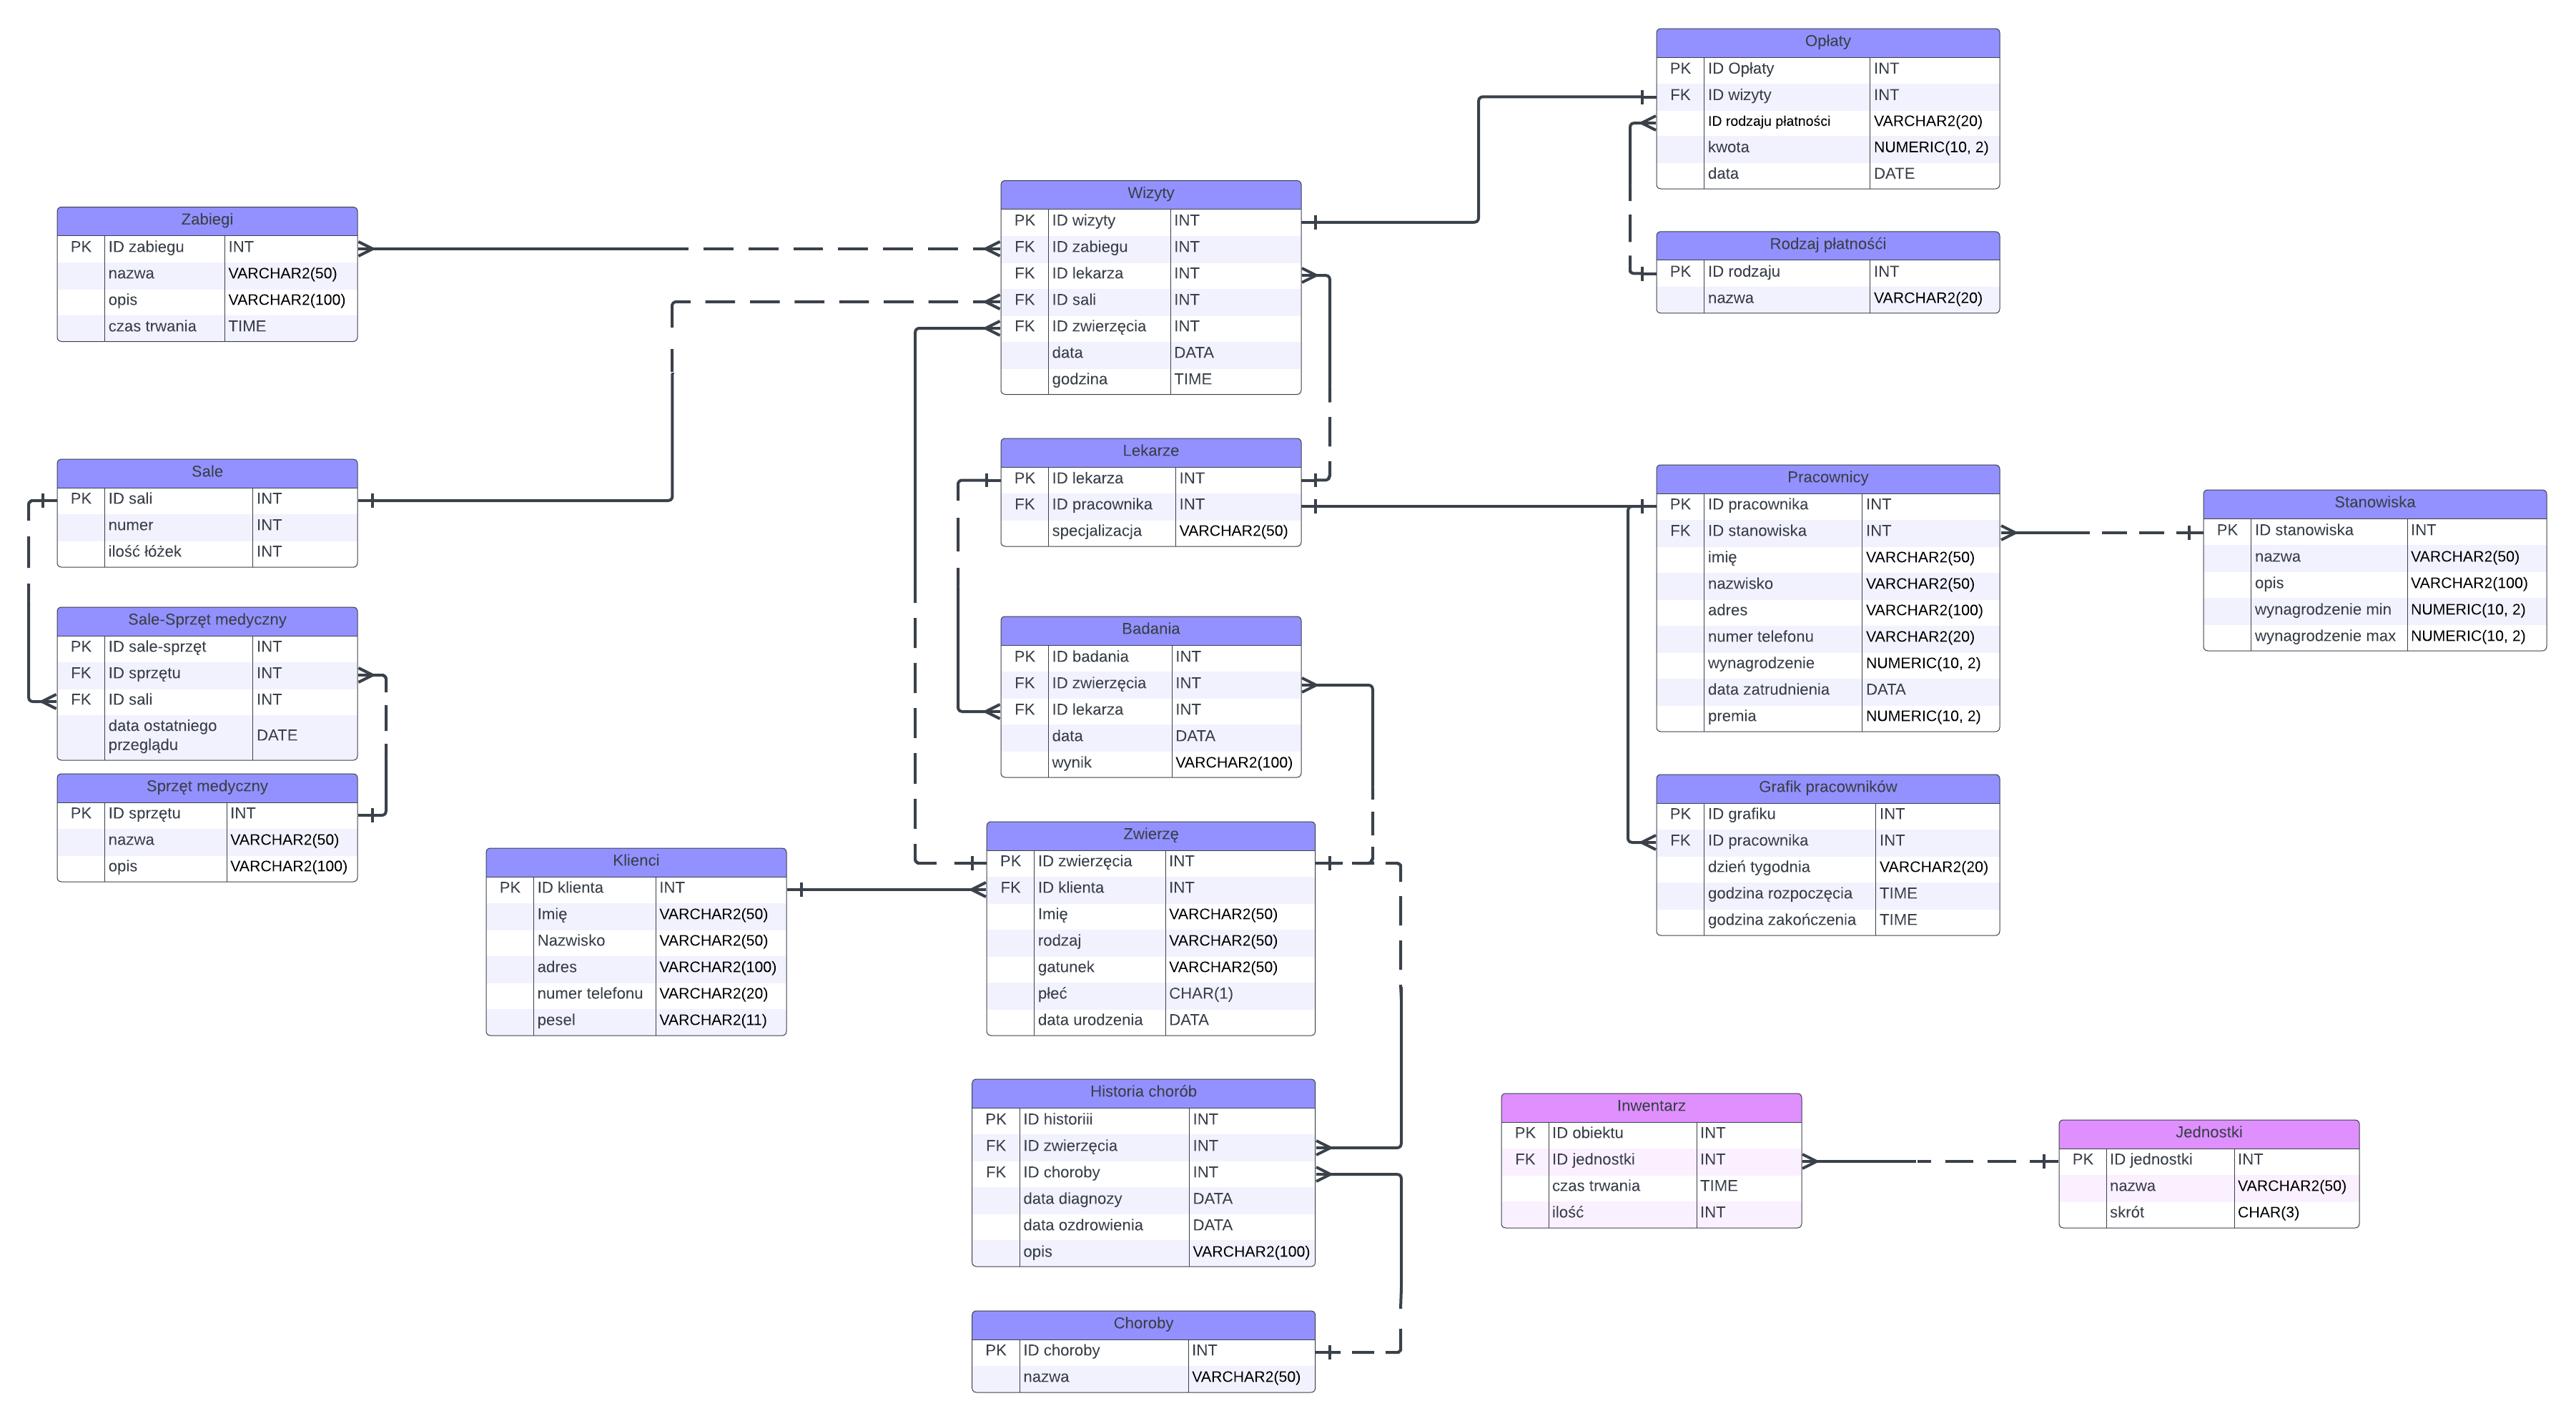 Opłaty
PK ID Opłaty INT
FK ID wizyty INT
ID rodzaju płatności VARCHAR2(20)
kwota NUMERIC(10, 2)
data DATE
Rodzaj płatnośći
PK ID rodzaju INT
nazwa VARCHAR2(20)
Wizyty
PK ID wizyty INT
FK ID zabiegu INT
FK ID lekarza INT
FK ID sali INT
FK ID zwierzęcia INT
data DATA
godzina TIME
Zabiegi
PK ID zabiegu INT
nazwa VARCHAR2(50)
opis VARCHAR2(100)
czas trwania TIME
Sale
PK ID sali INT
numer INT
ilość łóżek INT
Sale-Sprzęt medyczny
PK ID sale-sprzęt INT
FK ID sprzętu INT
FK ID sali INT
data ostatniego
przeglądu DATE
Sprzęt medyczny
PK ID sprzętu INT
nazwa VARCHAR2(50)
opis VARCHAR2(100)
Lekarze
PK ID lekarza INT
FK ID pracownika INT
specjalizacja VARCHAR2(50)
Badania
PK ID badania INT
FK ID zwierzęcia INT
FK ID lekarza INT
data DATA
wynik VARCHAR2(100)
Pracownicy
PK ID pracownika INT
FK ID stanowiska INT
imię VARCHAR2(50)
nazwisko VARCHAR2(50)
adres VARCHAR2(100)
numer telefonu VARCHAR2(20)
wynagrodzenie NUMERIC(10, 2)
data zatrudnienia DATA
premia NUMERIC(10, 2)
Stanowiska
PK ID stanowiska INT
nazwa VARCHAR2(50)
opis VARCHAR2(100)
wynagrodzenie min NUMERIC(10, 2)
wynagrodzenie max NUMERIC(10, 2)
Grafik pracowników
PK ID grafiku INT
FK ID pracownika INT
dzień tygodnia VARCHAR2(20)
godzina rozpoczęcia TIME
godzina zakończenia TIME
Klienci
PK ID klienta INT
Imię VARCHAR2(50)
Nazwisko VARCHAR2(50)
adres VARCHAR2(100)
numer telefonu VARCHAR2(20)
pesel VARCHAR2(11)
Zwierzę
PK ID zwierzęcia INT
FK ID klienta INT
Imię VARCHAR2(50)
rodzaj VARCHAR2(50)
gatunek VARCHAR2(50)
płeć CHAR(1)
data urodzenia DATA
Historia chorób
PK ID historiii INT
FK ID zwierzęcia INT
FK ID choroby INT
data diagnozy DATA
data ozdrowienia DATA
opis VARCHAR2(100)
Choroby
PK ID choroby INT
nazwa VARCHAR2(50)
Inwentarz
PK ID obiektu INT
FK ID jednostki INT
czas trwania TIME
ilość INT
Jednostki
PK ID jednostki INT
nazwa VARCHAR2(50)
skrót CHAR(3)